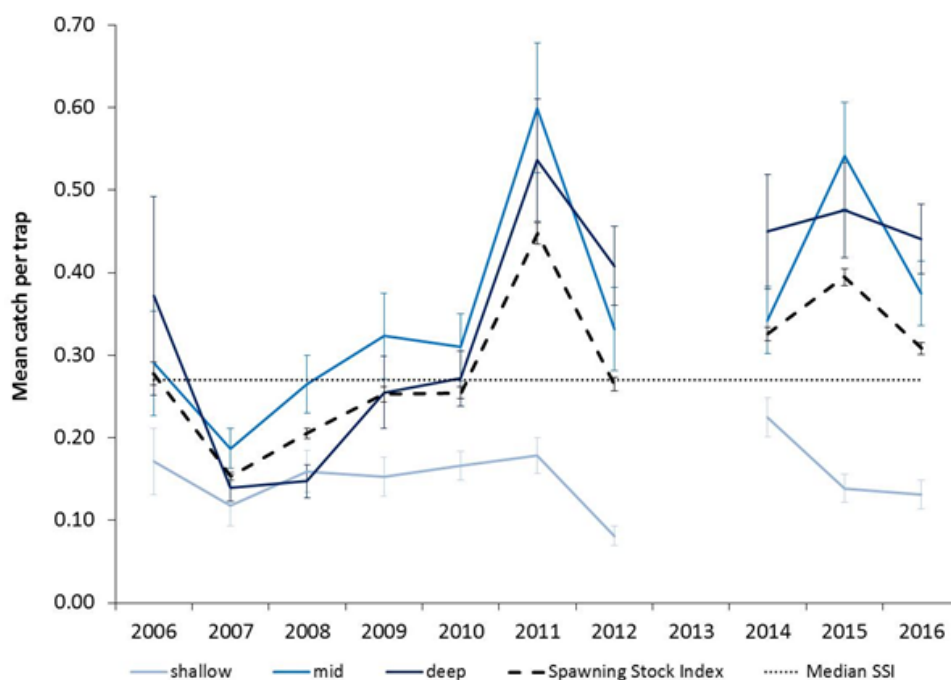 0.70
0.60
0.50
0.40
0.30
0.20
0.10
0.00
Mean catch per trap
2006 2007 2008 2009 2010 2011 2012 2013 2014 2015 2016
shallow mid deep Spawning Stock Index Median SSI